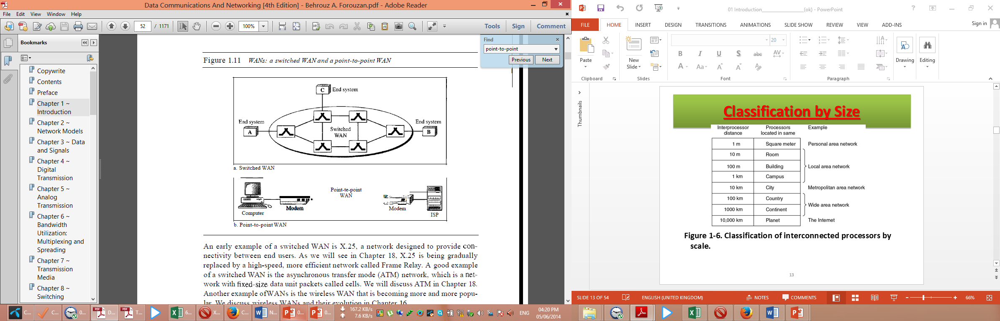 Data Communications And Networking [4th Edition] - Behrouz A. Forouzan.pdf - Adobe Reader
File Edit View Window Help
52 / 1171
100%
Tools Sign Comment
Bookmarks
Copywrite
Contents
Preface
Chapter 1 ~
Introduction
Chapter 2 ~
Network Models
Chapter 3 ~ Data
and Signals
Chapter 4 ~
Digital
Transmission
Chapter 5 ~
Analog
Transmission
Chapter 6 ~
Bandwidth
Utilization:
Multiplexing and
Spreading
Chapter 7 ~
Transmission
Media
Chapter 8 ~
Switching
Find
point-to-point
Previous Next
Figure 1.11 WANs: a switched WAN and a point-to-point WAN
C End system
End system
A
Switched
WAN
End system
B
a. Switched WAN
Point-te-point
WAN
Computer
Modem
Modem
ISP
b. Point-to-point WAN
An early example of a switched WAN is X.25, a network designed to provide con-
nectivity between end users. As we will see in Chapter 18, X.25 is being gradually
replaced by a high-speed, more efficient network called Frame Relay. A good example
of a switched WAN is the asynchronous transfer mode (ATM) network, which is a net-
work with fixed-size data unit packets called cells. We will discuss ATM in Chapter 18.
Another example ofWANs is the wireless WAN that is becoming more and more popu-
lar. We discuss wireless WANs and their evolution in Chapter 16.
C... C... 0... D... T... 6... X... C... N... 0... 0...
167.2 KB/s
7.6 KB/s
ENG
04:20 PM
05/06/2014
01 Introduction__________________(ok) - PowerPoint
FILE HOME INSERT DESIGN TRANSITIONS ANIMATIONS SLIDE SHOW REVIEW VIEW ADD-INS
Sign in
Paste
New
Slide
20
B I U S abc AV
A Aa A A
Drawing
Editing
Clipboard Slides Font Paragraph
Thumbnails
Classification by Size
Interprocessor
distance
Processors
located in same
Example
1 m Square meter Personal area network
10 m Room
100 m Building Local area network
1 km Campus
10 km City Metropolitan area network
100 km Country
Wide area network
1000 km Continent
10,000 km Planet The Internet
Figure 1-6. Classification of interconnected processors by
scale.
13
SLIDE 13 OF 54 ENGLISH (UNITED KINGDOM) NOTES COMMENTS 66%